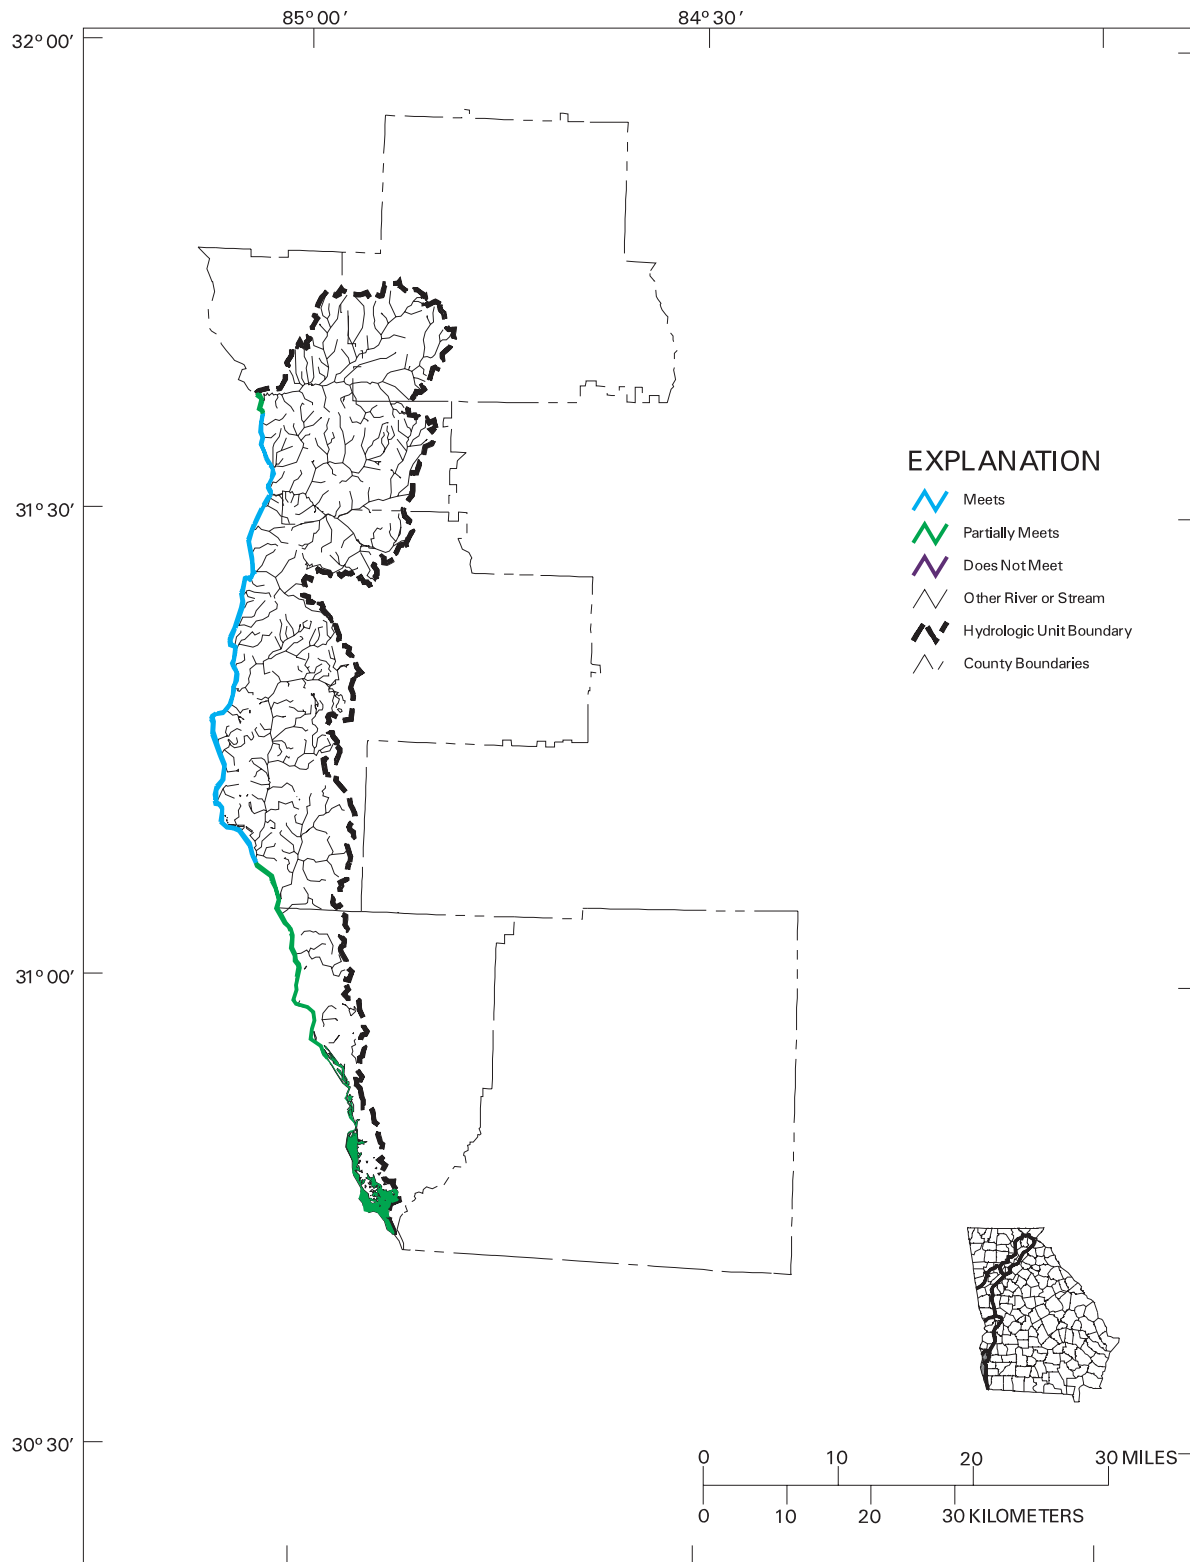 85° 00′ 84° 30′
32° 00′
EXPLANATION
Meets
31° 30′
Partially Meets
Does Not Meet
Other River or Stream
Hydrologic Unit Boundary
County Boundaries
31° 00′
30° 30′
0 10 20 30 MILES
0 10 20 30 KILOMETERS